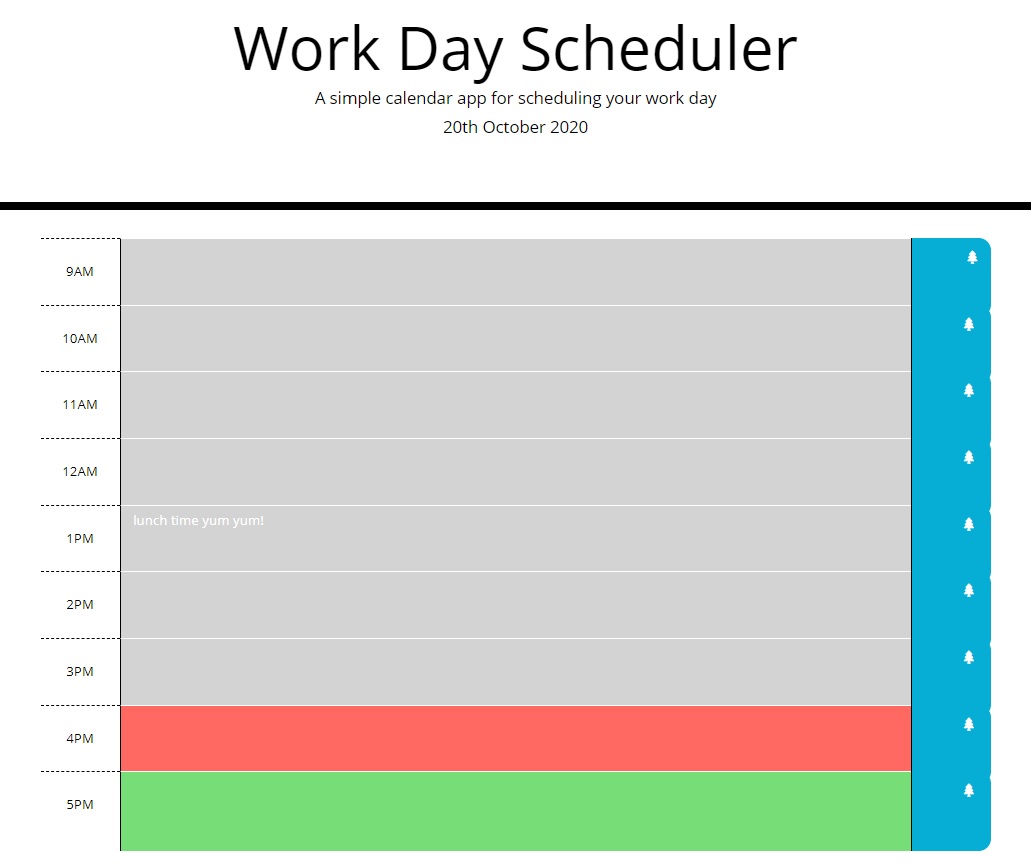 Work Day Scheduler
A simple calendar app for scheduling your work day
20th October 2020
9AM
10AM
11AM
12AM
lunch time yum yum!
1PM
2PM
3PM
4PM
5PM